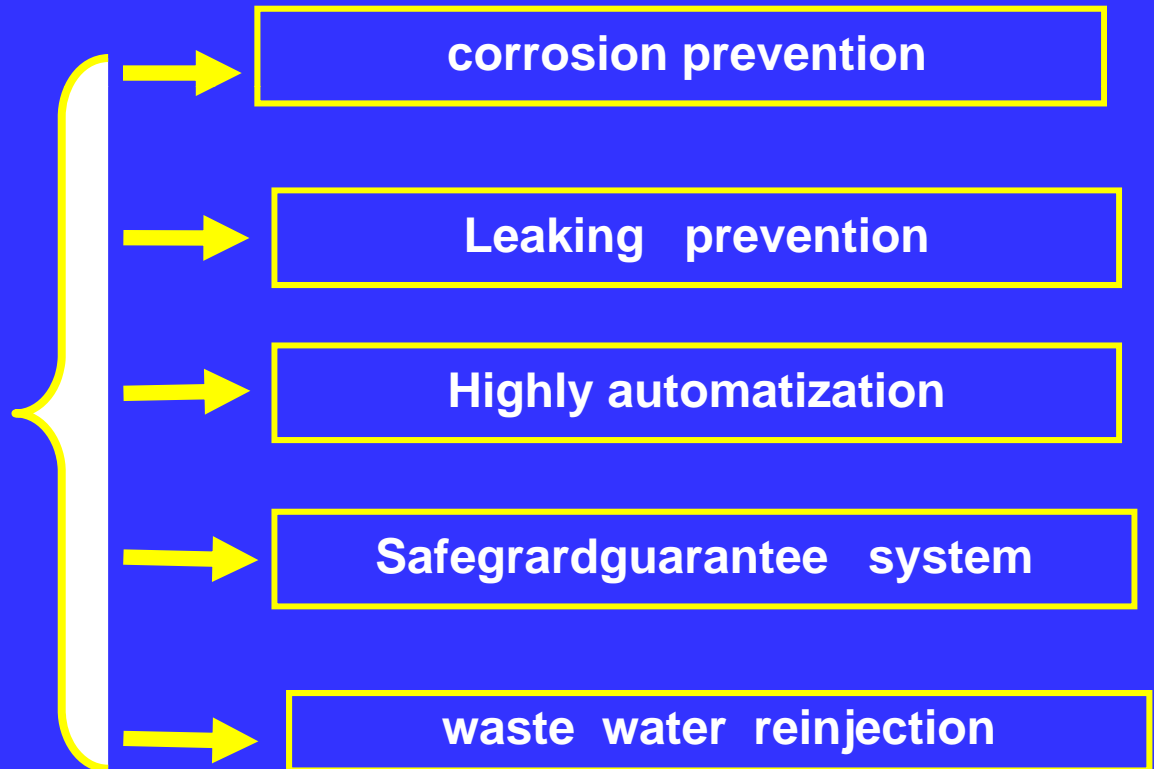 corrosion prevention
Leaking prevention
Highly automatization
Safegrardguarantee system
waste water reinjection